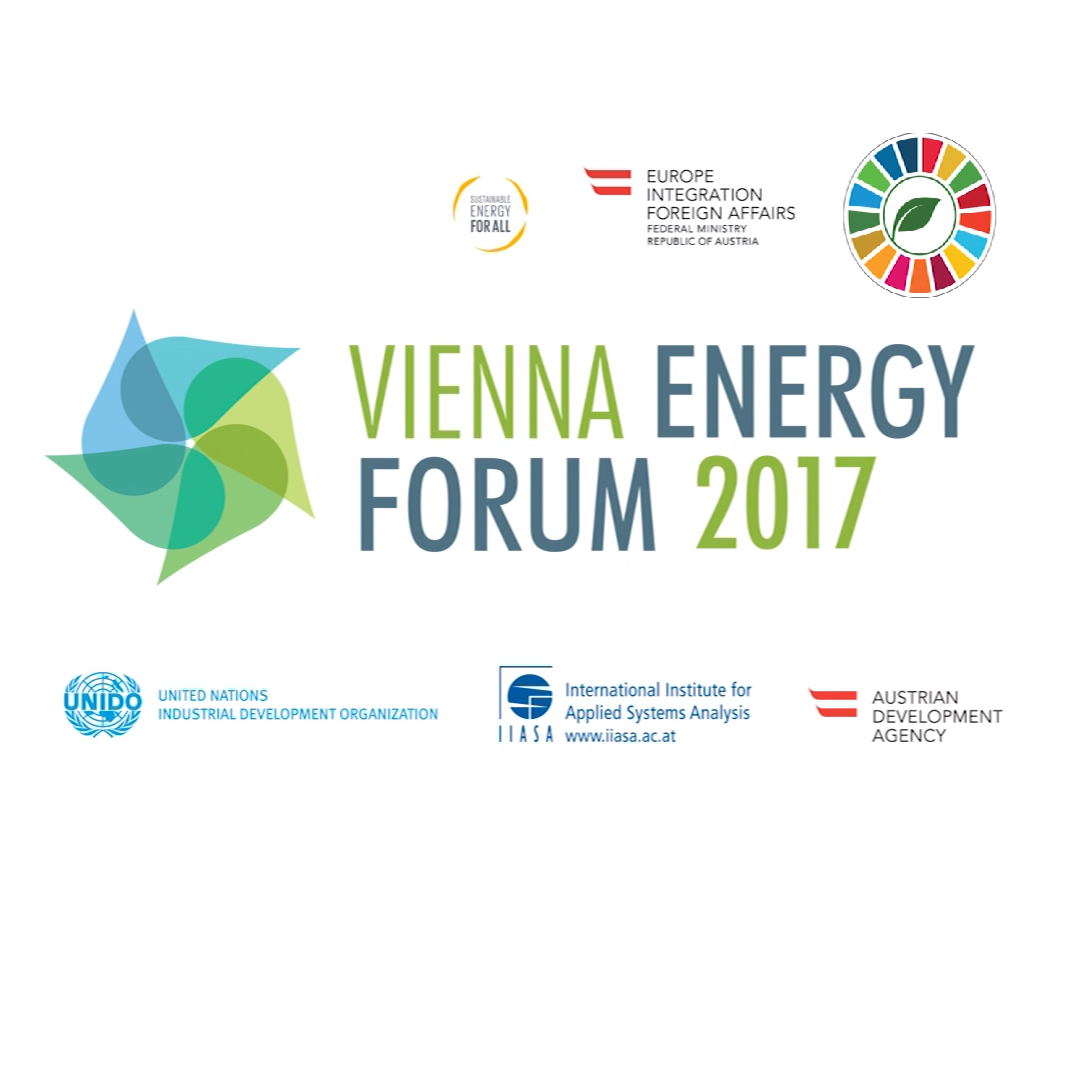 SUSTAINABLE
ENERGY
FOR ALL
EUROPE
INTEGRATION
FOREIGN AFFAIRS
FEDERAL MINISTRY
REPUBLIC OF AUSTRIA
VIENNA ENERGY
FORUM 2017
UNIDO
UNITED NATIONS
INDUSTRIAL DEVELOPMENT ORGANIZATION
IIASA
International Institute for
Applied Systems Analysis
www.iiasa.ac.at
AUSTRIAN
DEVELOPMENT
AGENCY